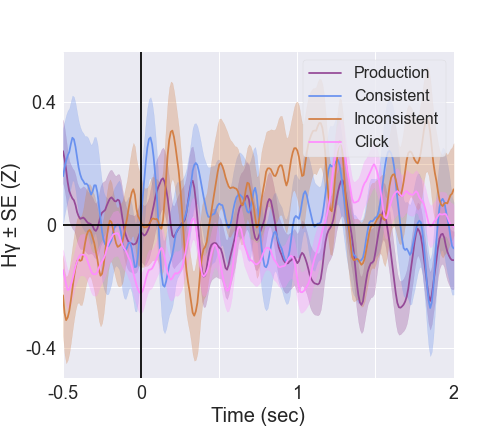 Production
Consistent
Inconsistent
Click
0.4
0
-0.4
Hγ ± SE (Z)
-0.5
0
1
2
Time (sec)